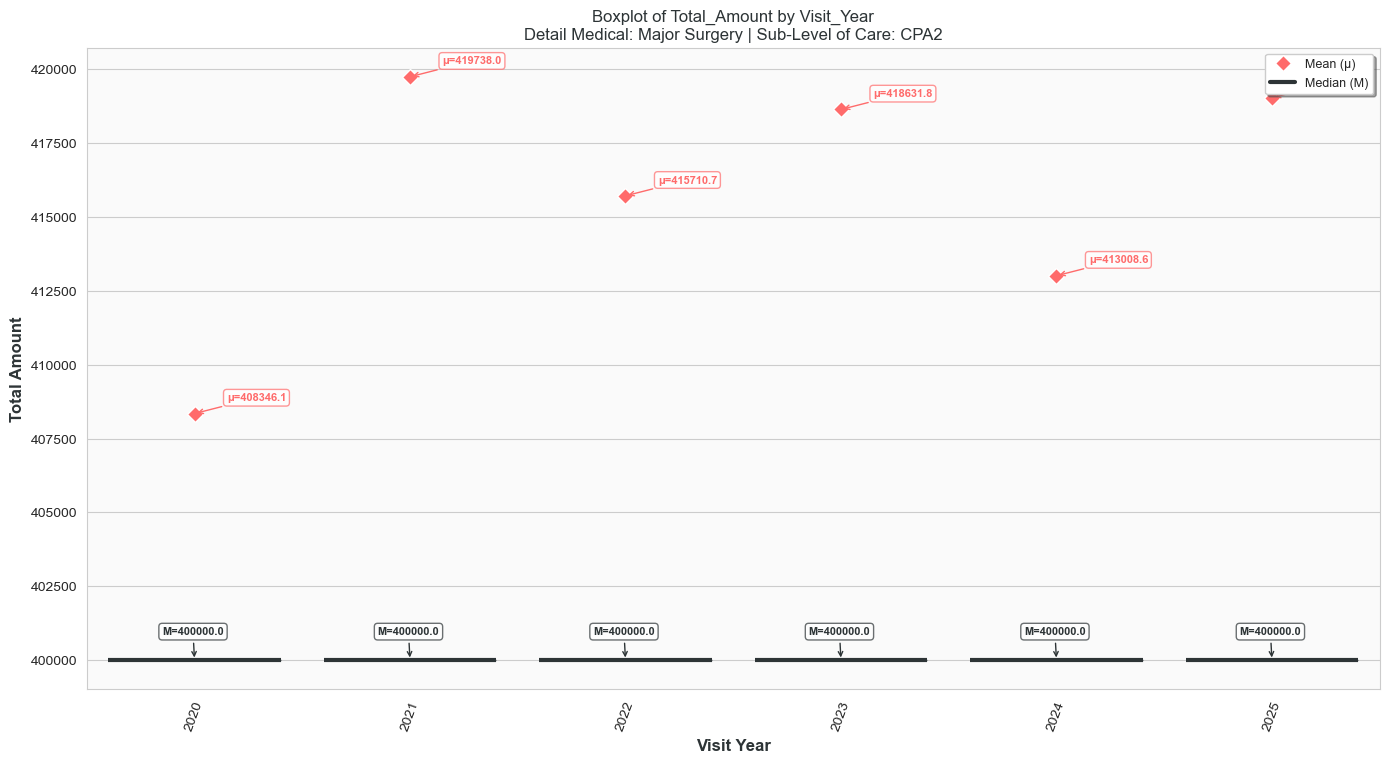 Boxplot of Total_Amount by Visit_Year
Detail Medical: Major Surgery | Sub-Level of Care: CPA2
Mean (μ)
Median (M)
Total Amount
420000
417500
415000
412500
410000
407500
405000
402500
400000
μ=408346.1
μ=419738.0
μ=415710.7
μ=418631.8
μ=413008.6
M=400000.0
M=400000.0
M=400000.0
M=400000.0
M=400000.0
M=400000.0
2020
2021
2022
2023
2024
2025
Visit Year